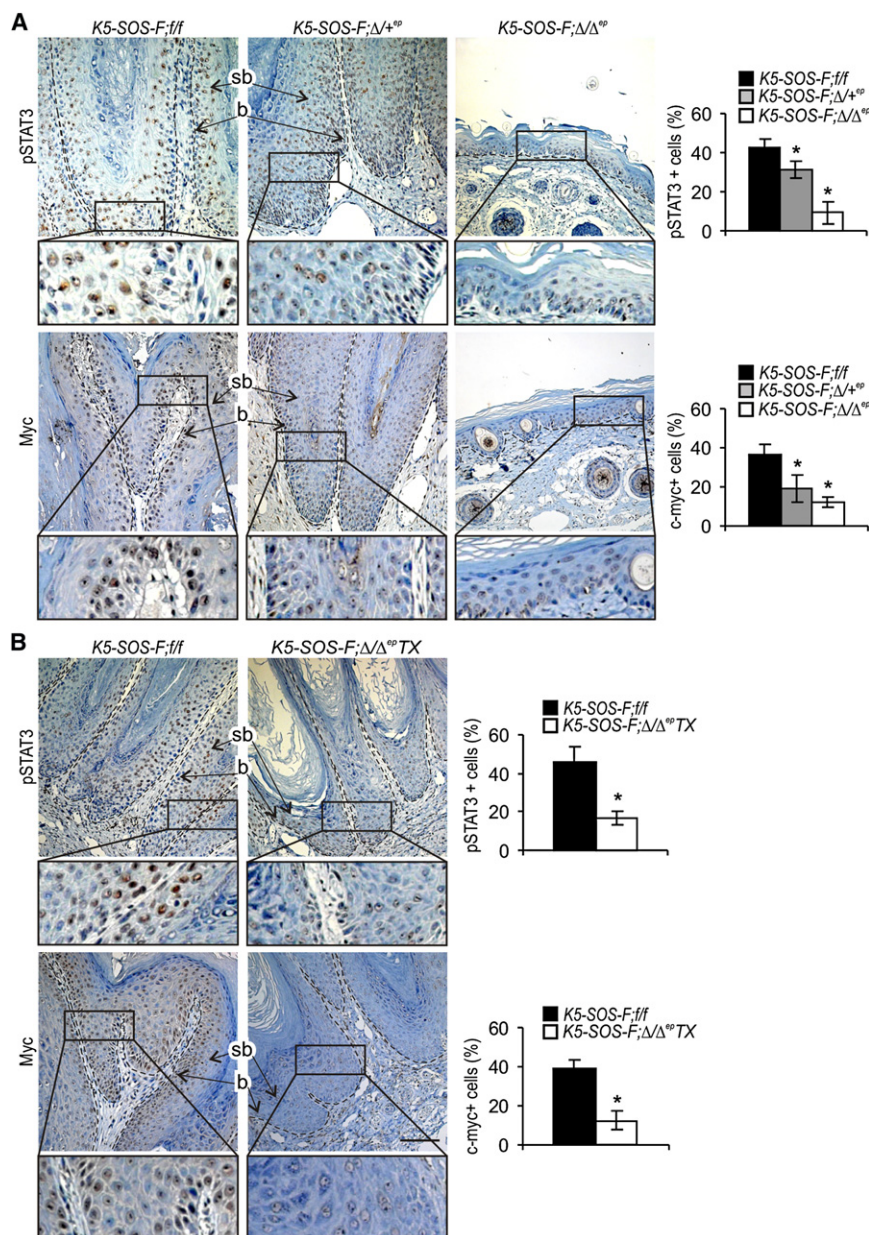 A
K5-SOS-F;f/f
K5-SOS-F;Δ/+ᵉᵖ
K5-SOS-F;Δ/Δᵉᵖ
pSTAT3
sb
b
K5-SOS-F;f/f
K5-SOS-F;Δ/+ᵉᵖ
K5-SOS-F;Δ/Δᵉᵖ
pSTAT3 + cells (%)
60
40
20
0
*
*
Myc
sb
b
K5-SOS-F;f/f
K5-SOS-F;Δ/+ᵉᵖ
K5-SOS-F;Δ/Δᵉᵖ
c-myc+ cells (%)
60
40
20
0
*
*
B
K5-SOS-F;f/f
K5-SOS-F;Δ/ΔᵉᵖTX
pSTAT3
sb
b
K5-SOS-F;f/f
K5-SOS-F;Δ/ΔᵉᵖTX
pSTAT3 + cells (%)
60
40
20
0
*
Myc
sb
b
K5-SOS-F;f/f
K5-SOS-F;Δ/ΔᵉᵖTX
c-myc+ cells (%)
60
40
20
0
*